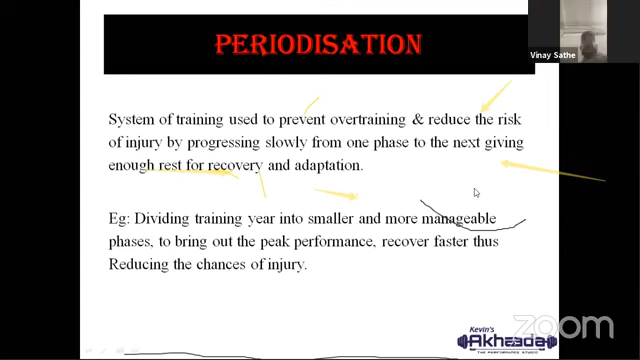 PERIODISATION
Vinay Sathe
System of training used to prevent overtraining & reduce the risk
of injury by progressing slowly from one phase to the next giving
enough rest for recovery and adaptation.
Eg: Dividing training year into smaller and more manageable
phases, to bring out the peak performance, recover faster thus
Reducing the chances of injury.
Kevin's
Akhaada
THE PERFORMANCE STUDIO
zoom